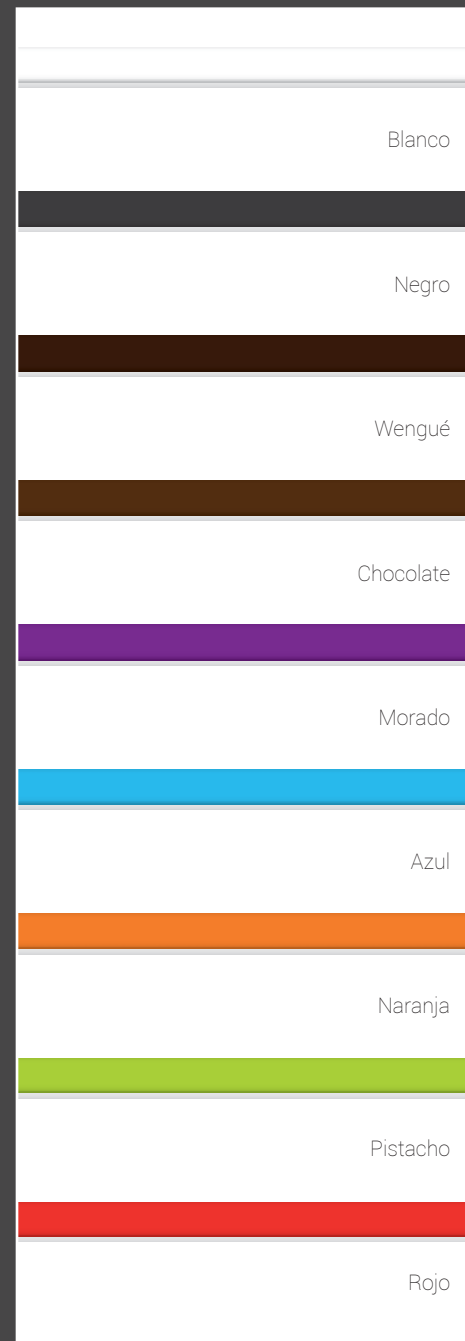 Blanco
Negro
Wengué
Chocolate
Morado
Azul
Naranja
Pistacho
Rojo